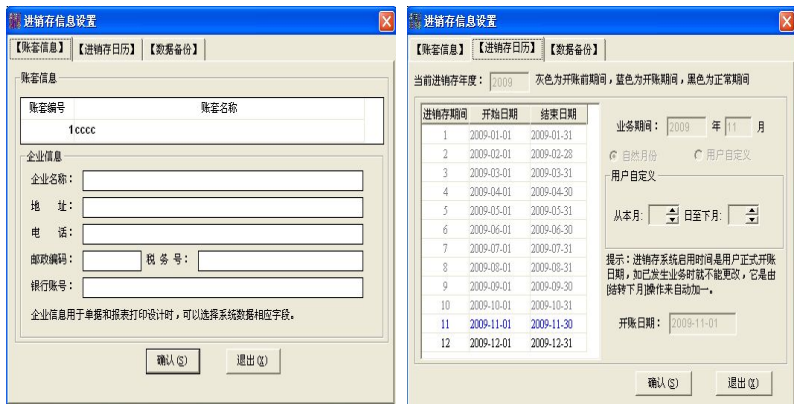 进销存信息设置
【账套信息】 【进销存日历】 【数据备份】
账套信息
账套编号 账套名称
1 cccc
企业信息
企业名称：
地 址：
电 话：
邮政编码： 税 务 号：
银行账号：
企业信息用于单据和报表打印设计时，可以选择系统数据相应字段。
确认(S) 退出(X)
进销存信息设置
【账套信息】 【进销存日历】 【数据备份】
当前进销存年度： 2009 灰色为开账前期间，蓝色为开账期间，黑色为正常期间
进销存期间 开始日期 结束日期
1 2009-01-01 2009-01-31
2 2009-02-01 2009-02-28
3 2009-03-01 2009-03-31
4 2009-04-01 2009-04-30
5 2009-05-01 2009-05-31
6 2009-06-01 2009-06-30
7 2009-07-01 2009-07-31
8 2009-08-01 2009-08-31
9 2009-09-01 2009-09-30
10 2009-10-01 2009-10-31
11 2009-11-01 2009-11-30
12 2009-12-01 2009-12-31
业务期间： 2009 年 11 月
自然月份 用户自定义
用户自定义
从本月： 日至下月：
提示：进销存系统启用时间是用户正式开账
日期，如已发生业务时就不能更改，它是由
[结转下月]操作来自动加一。
开账日期： 2009-11-01
确认(S) 退出(X)